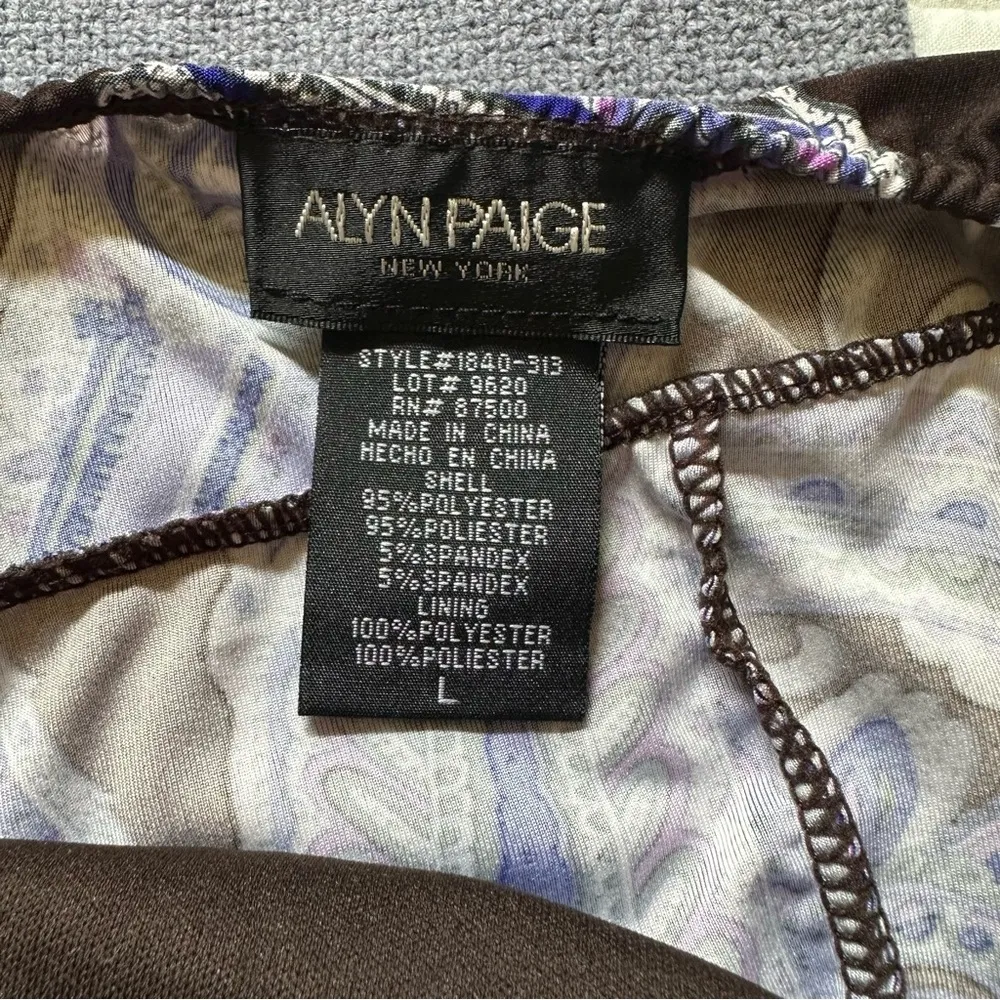 ALYN PAIGE
NEW YORK
STYLE#1840-313
LOT# 9620
RN# 87500
MADE IN CHINA
HECHO EN CHINA
SHELL
95%POLYESTER
95%POLIESTER
5%SPANDEX
5%SPANDEX
LINING
100%POLYESTER
100%POLIESTER
L